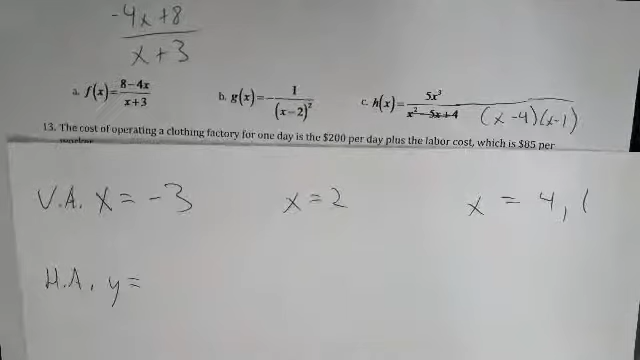 -4x+8
x+3
a. f(x)=8-4x/x+3 b. g(x)=-1/(x-2)² c. h(x)=5x³/x²-5x+4 (x-4)(x-1)
13. The cost of operating a clothing factory for one day is the $200 per day plus the labor cost, which is $85 per
worker.
V.A. x=-3 x=2 x=4,1
H.A. y=